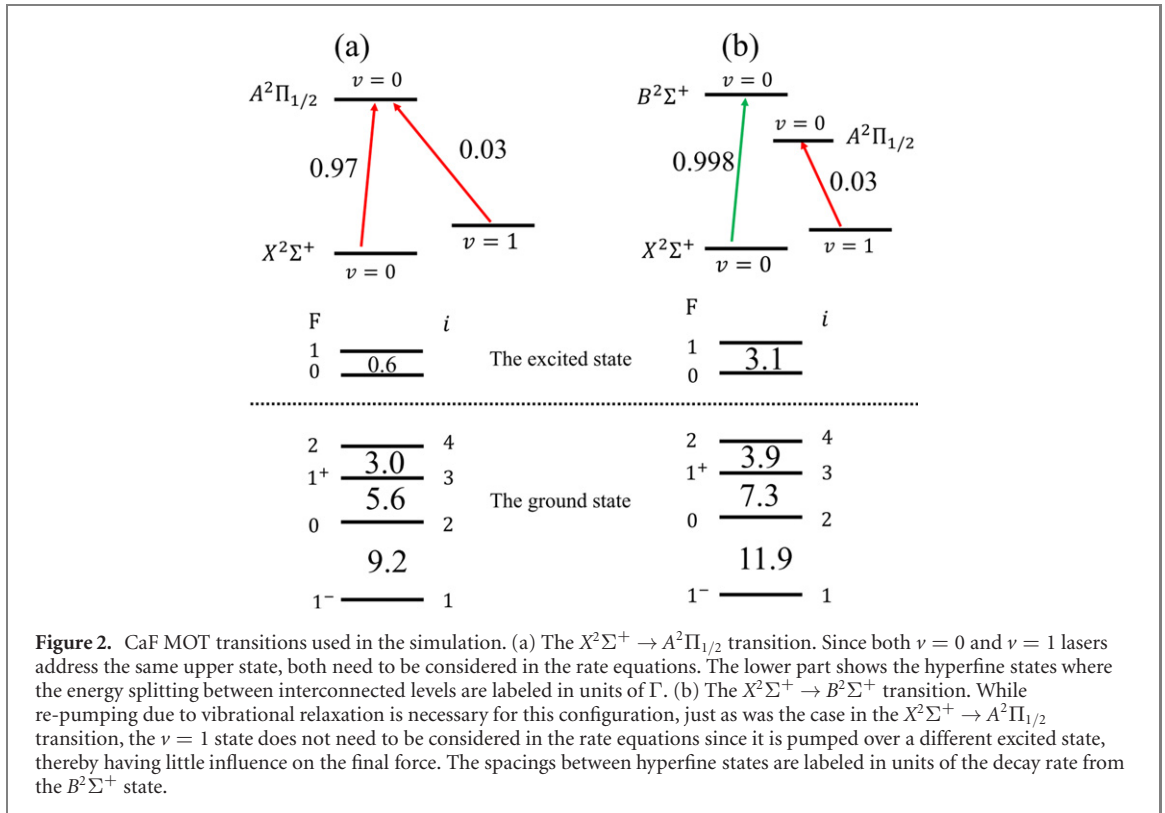 (a)
v = 0
A²Π₁/₂
0.97
0.03
X²Σ⁺
v = 1
v = 0
F
i
1
0.6
0
2
4
3.0
1⁺
3
5.6
0
2
9.2
1⁻
1
The excited state
The ground state
(b)
v = 0
B²Σ⁺
v = 0
A²Π₁/₂
0.998
0.03
X²Σ⁺
v = 1
v = 0
F
i
1
3.1
0
2
4
3.9
1⁺
3
7.3
0
2
11.9
1⁻
1
Figure 2. CaF MOT transitions used in the simulation. (a) The X²Σ⁺ → A²Π₁/₂ transition. Since both v = 0 and v = 1 lasers
address the same upper state, both need to be considered in the rate equations. The lower part shows the hyperfine states where
the energy splitting between interconnected levels are labeled in units of Γ. (b) The X²Σ⁺ → B²Σ⁺ transition. While
re-pumping due to vibrational relaxation is necessary for this configuration, just as was the case in the X²Σ⁺ → A²Π₁/₂
transition, the v = 1 state does not need to be considered in the rate equations since it is pumped over a different excited state,
thereby having little influence on the final force. The spacings between hyperfine states are labeled in units of the decay rate from
the B²Σ⁺ state.